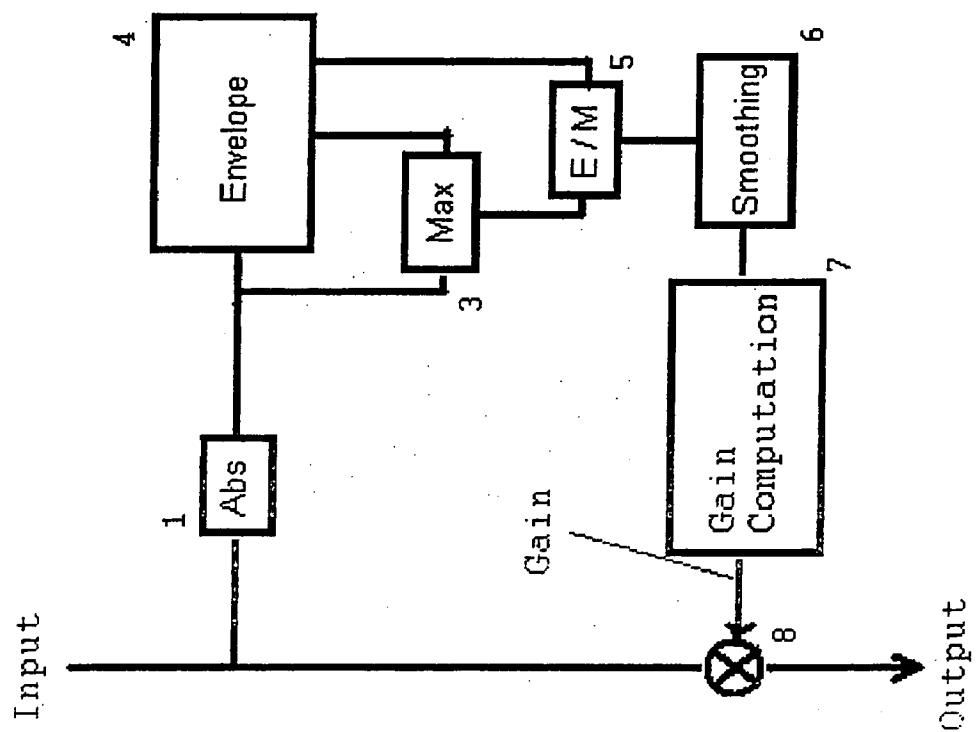 Input
1
Abs
4
Envelope
3
Max
5
E/M
6
Smoothing
7
Gain
Computation
Gain
8
Output